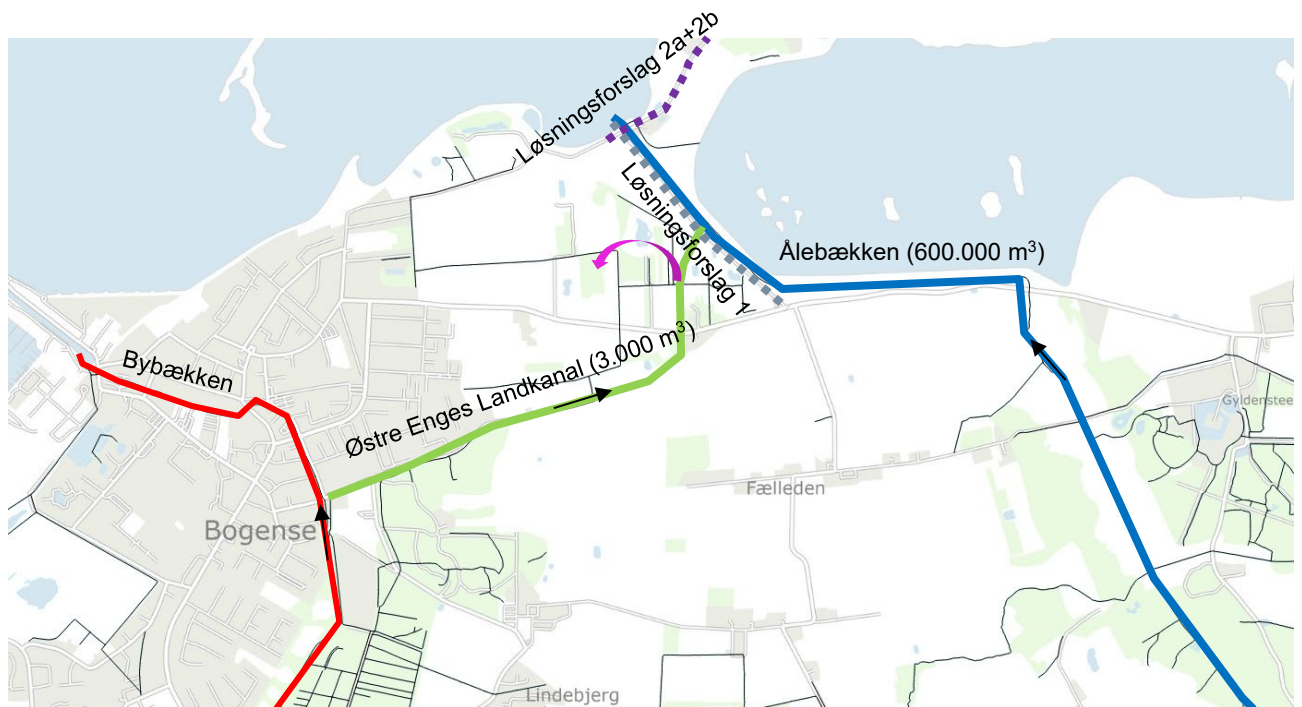 Løsningsforslag 2a+2b
Løsningsforslag 1
Ålebækken (600.000 m³)
Bybækken
Østre Enges Landkanal (3.000 m³)
Gyldenstee
Fælleden
Bogense
Lindebjerg